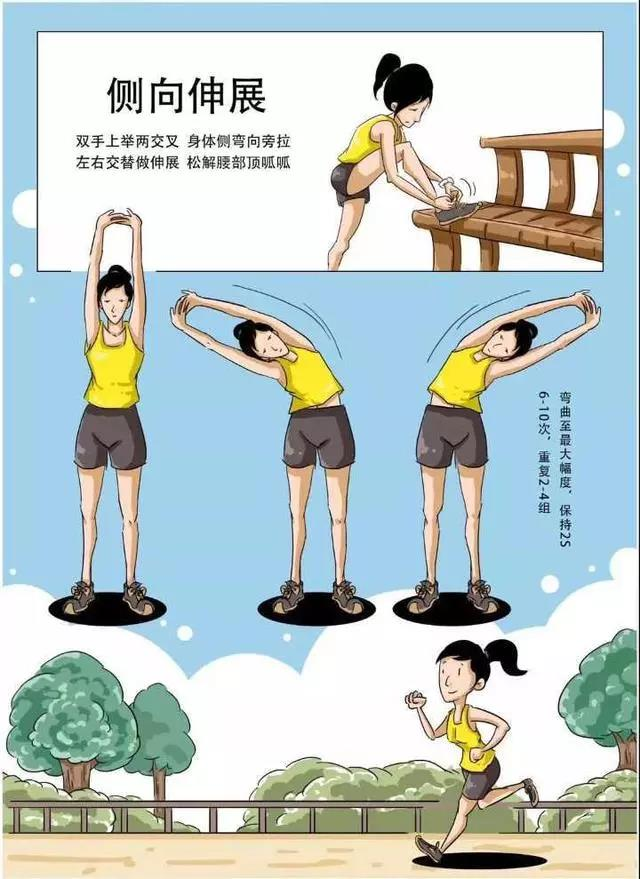 侧向伸展
双手上举两交叉 身体侧弯向旁拉
左右交替做伸展 松解腰部顶呱呱
弯曲至最大幅度，保持2S
6-10次，重复2-4组